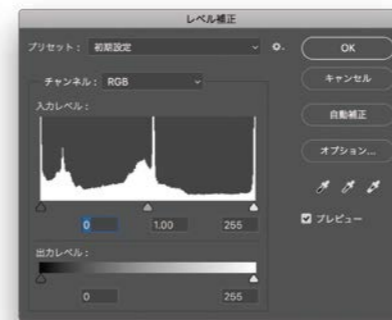 レベル補正
プリセット： 初期設定
OK
キャンセル
自動補正
オプション...
プレビュー
チャンネル： RGB
入力レベル：
0 1.00 255
出力レベル：
0 255